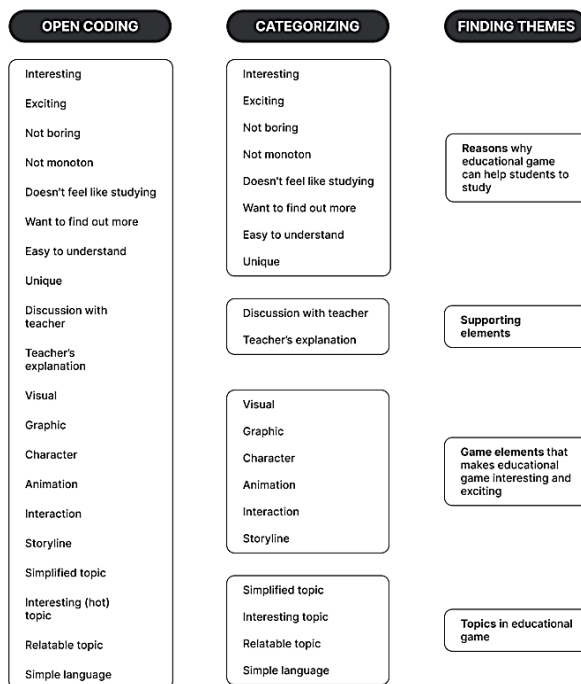 OPEN CODING
Interesting
Exciting
Not boring
Not monoton
Doesn't feel like studying
Want to find out more
Easy to understand
Unique
Discussion with
teacher
Teacher's
explanation
Visual
Graphic
Character
Animation
Interaction
Storyline
Simplified topic
Interesting (hot)
topic
Relatable topic
Simple language
CATEGORIZING
Interesting
Exciting
Not boring
Not monoton
Doesn't feel like studying
Want to find out more
Easy to understand
Unique
Discussion with teacher
Teacher's explanation
Visual
Graphic
Character
Animation
Interaction
Storyline
Simplified topic
Interesting topic
Relatable topic
Simple language
FINDING THEMES
Reasons why
educational game
can help students to
study
Supporting
elements
Game elements that
makes educational
game interesting and
exciting
Topics in educational
game